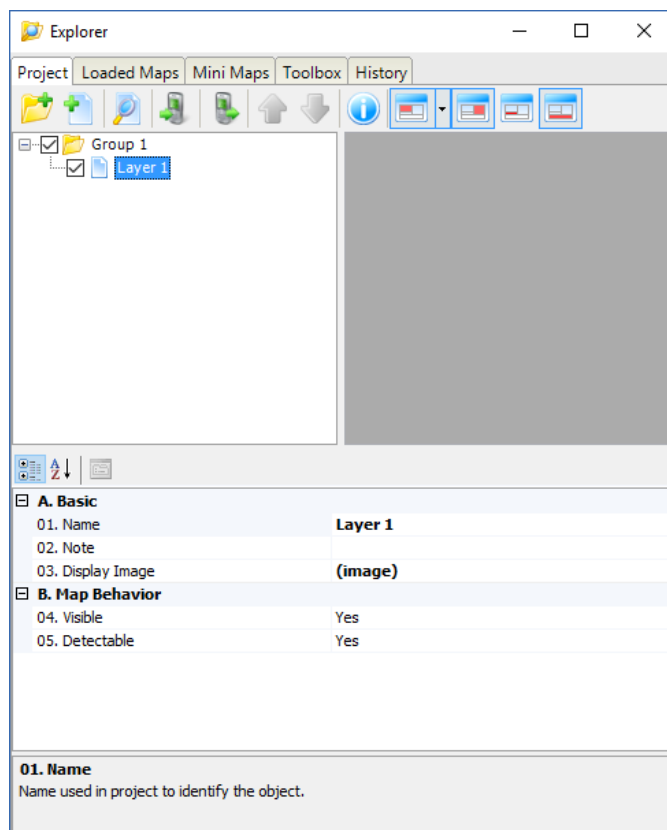 Explorer
Project Loaded Maps Mini Maps Toolbox History
Group 1
Layer 1
A. Basic
01. Name Layer 1
02. Note
03. Display Image (image)
B. Map Behavior
04. Visible Yes
05. Detectable Yes
01. Name
Name used in project to identify the object.